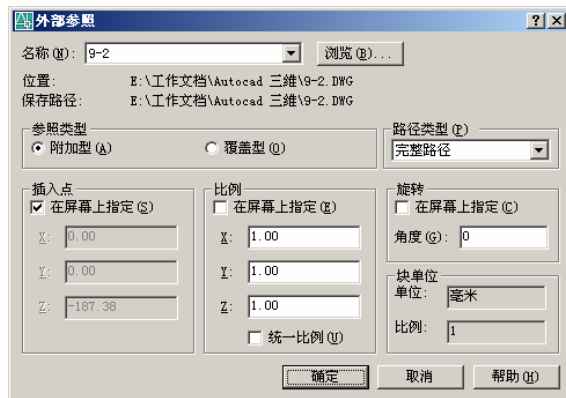 外部参照
名称(N): 9-2 浏览(B)...
位置: E:\工作文档\Autocad 三维\9-2.DWG
保存路径: E:\工作文档\Autocad 三维\9-2.DWG
参照类型
附加型(A) 覆盖型(O)
路径类型(P)
完整路径
插入点
在屏幕上指定(S)
X: 0.00
Y: 0.00
Z: -187.38
比例
在屏幕上指定(E)
X: 1.00
Y: 1.00
Z: 1.00
统一比例(U)
旋转
在屏幕上指定(C)
角度(G): 0
块单位
单位: 毫米
比例: 1
确定 取消 帮助(H)